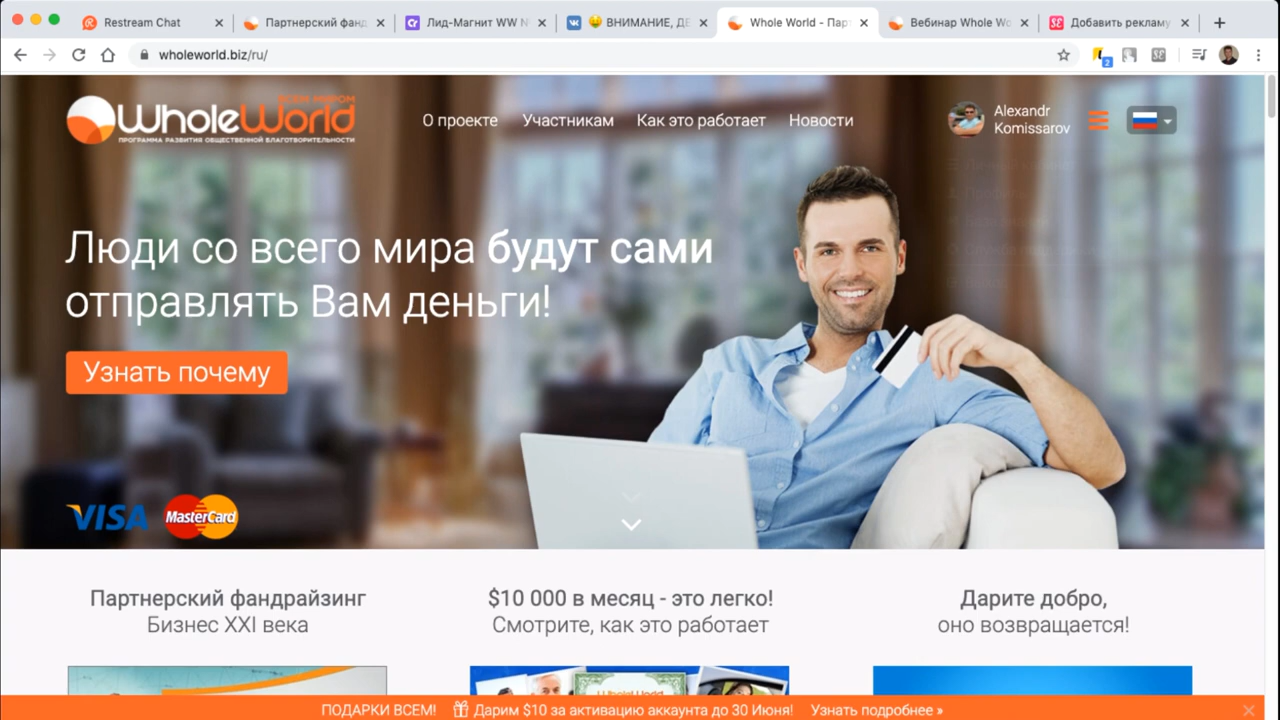 Restream Chat
Партнерский фанд
Лид-Магнит WW N
ВНИМАНИЕ, ДЕ
Whole World - Пар
Вебинар Whole Wo
Добавить рекламу
wholeworld.biz/ru/
2
WholeWorld
ПРОГРАММА РАЗВИТИЯ ОБЩЕСТВЕННОЙ БЛАГОТВОРИТЕЛЬНОСТИ
О проекте
Участникам
Как это работает
Новости
Alexandr
Komissarov
Люди со всего мира будут сами
отправлять Вам деньги!
Узнать почему
VISA
MasterCard
Партнерский фандрайзинг
Бизнес XXI века
$10 000 в месяц - это легко!
Смотрите, как это работает
Дарите добро,
оно возвращается!
WholeWorld
ПОДАРКИ ВСЕМ! Дарим $10 за активацию аккаунта до 30 Июня! Узнать подробнее »